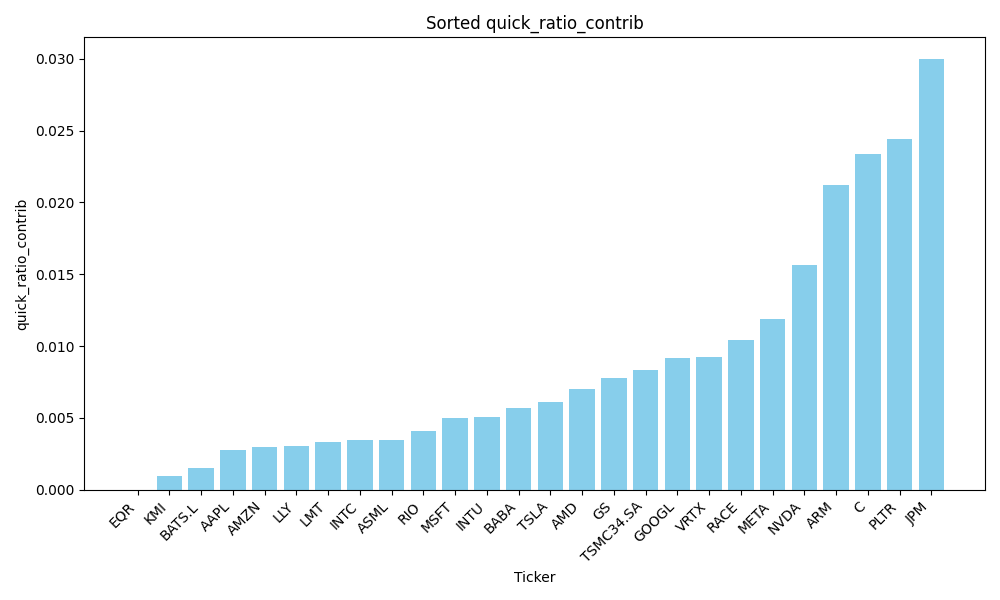 Sorted quick_ratio_contrib
quick_ratio_contrib
0.030
0.025
0.020
0.015
0.010
0.005
0.000
EQR
KMI
BATS.L
AAPL
AMZN
LLY
LMT
INTC
ASML
RIO
MSFT
INTU
BABA
TSLA
AMD
GS
TSMC34.SA
GOOGL
VRTX
RACE
META
NVDA
ARM
C
PLTR
JPM
Ticker